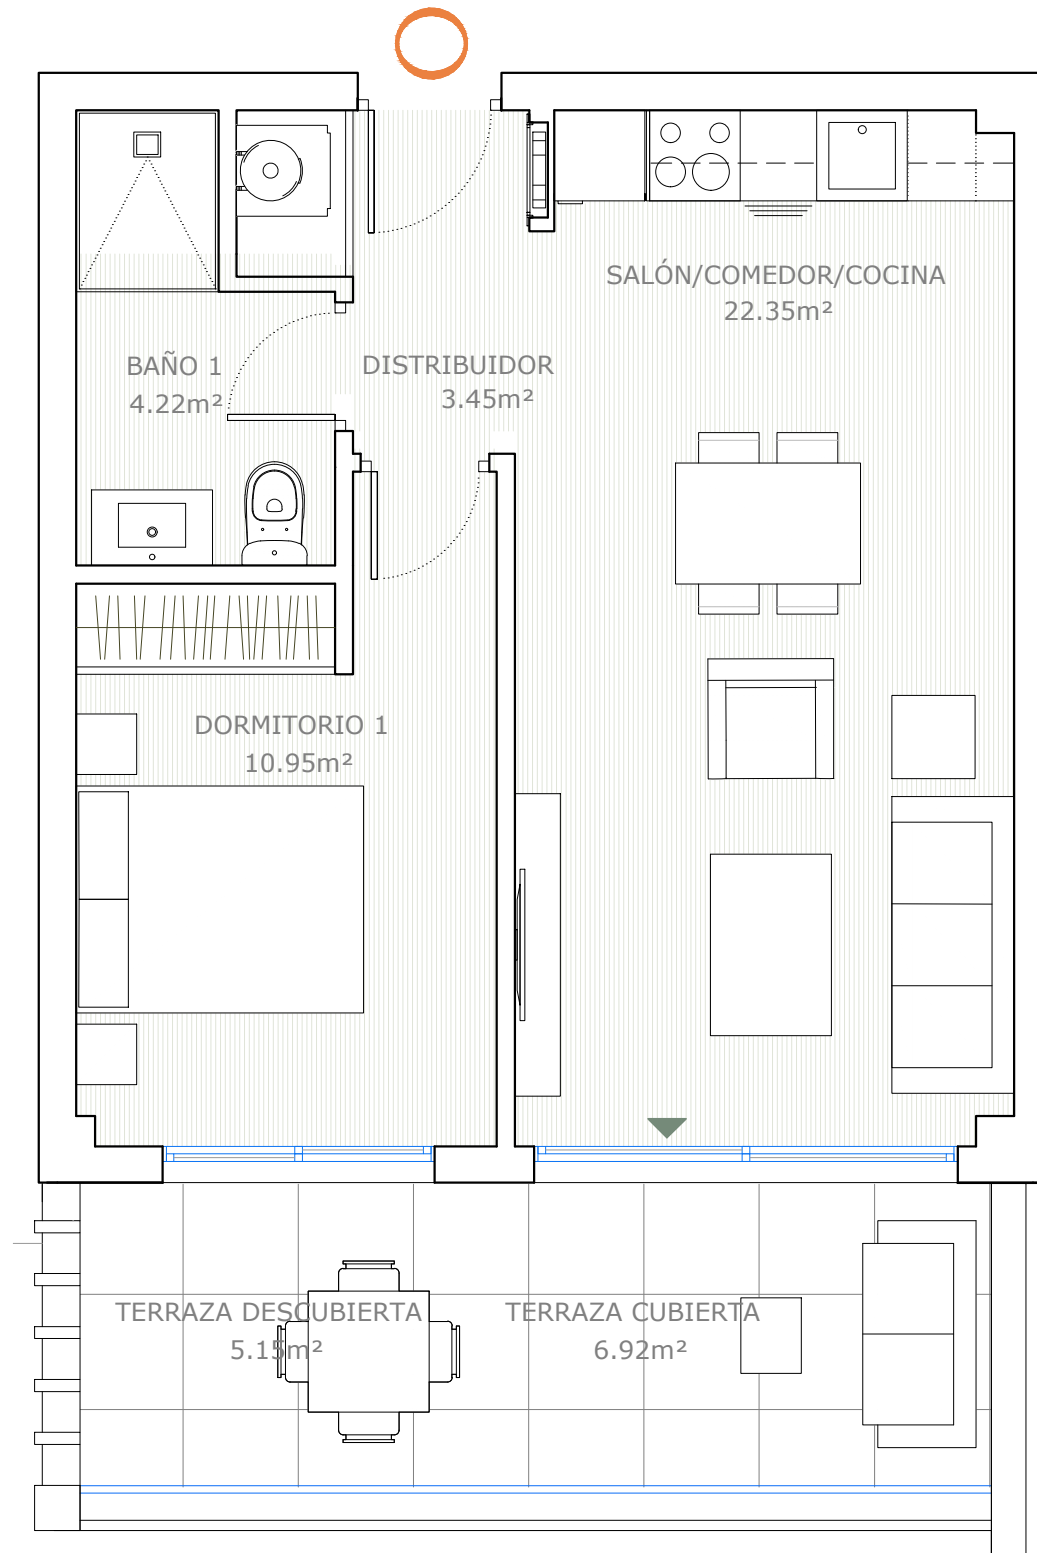 SALÓN/COMEDOR/COCINA
22.35m²
BAÑO 1
4.22m²
DISTRIBUIDOR
3.45m²
DORMITORIO 1
10.95m²
TERRAZA DESCUBIERTA
5.15m²
TERRAZA CUBIERTA
6.92m²